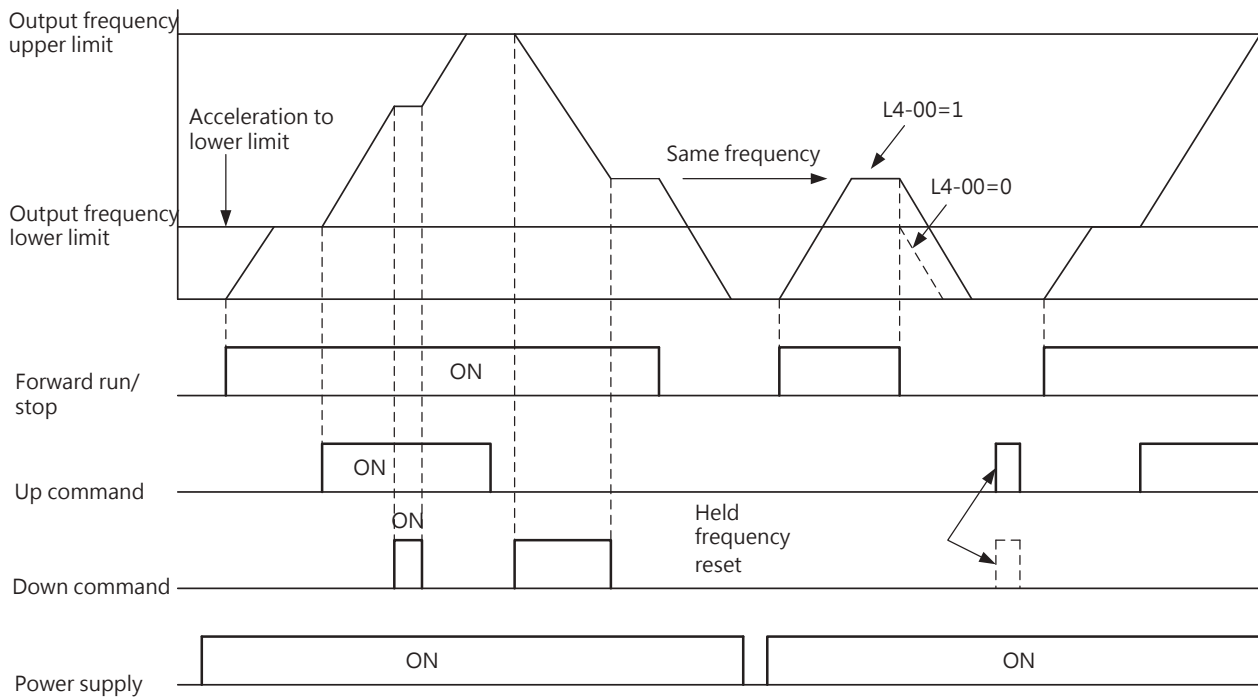 Output frequency
upper limit
Acceleration to
lower limit
L4-00=1
Same frequency
L4-00=0
Output frequency
lower limit
Forward run/
stop
ON
Up command
ON
ON
Held
frequency
reset
Down command
Power supply
ON
ON